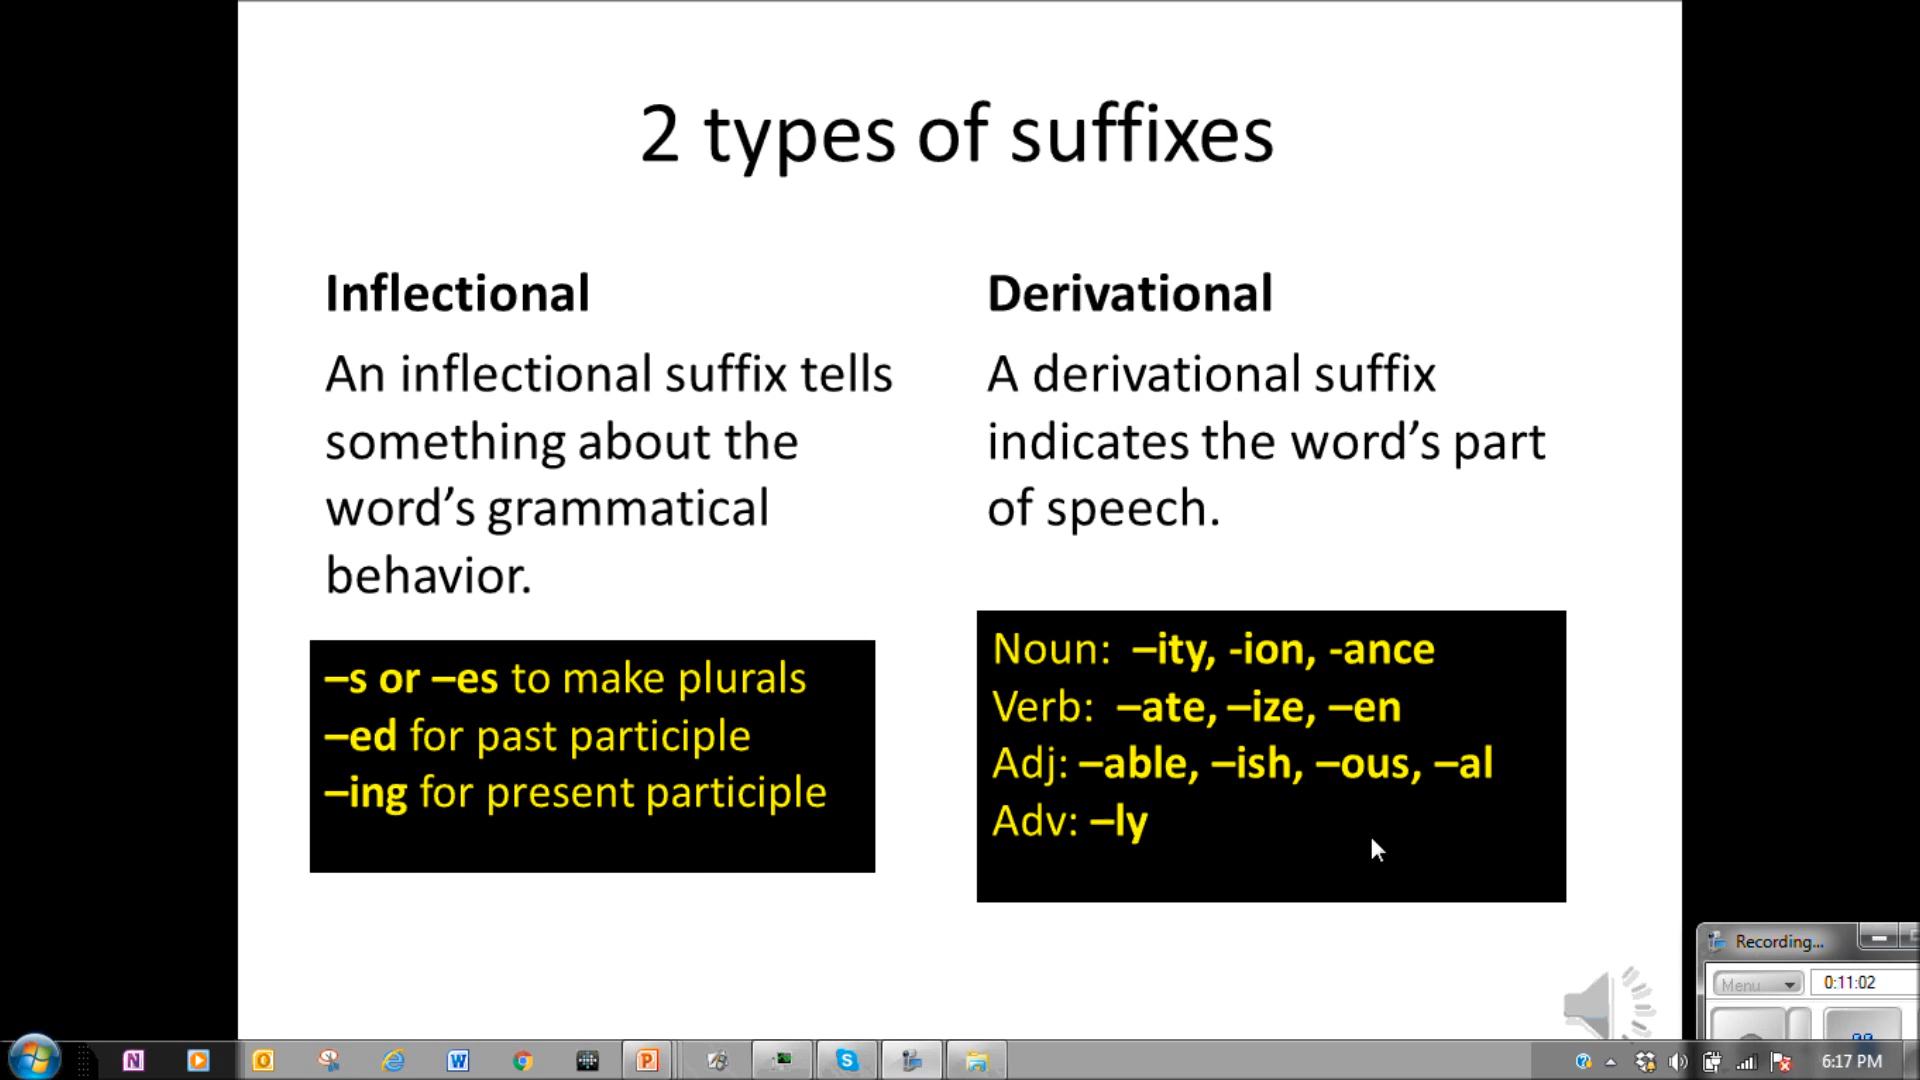 2 types of suffixes
Inflectional
An inflectional suffix tells
something about the
word’s grammatical
behavior.
–s or –es to make plurals
–ed for past participle
–ing for present participle
Derivational
A derivational suffix
indicates the word’s part
of speech.
Noun: –ity, -ion, -ance
Verb: –ate, –ize, –en
Adj: –able, –ish, –ous, –al
Adv: –ly
Recording...
Menu
0:11:02
6:17 PM